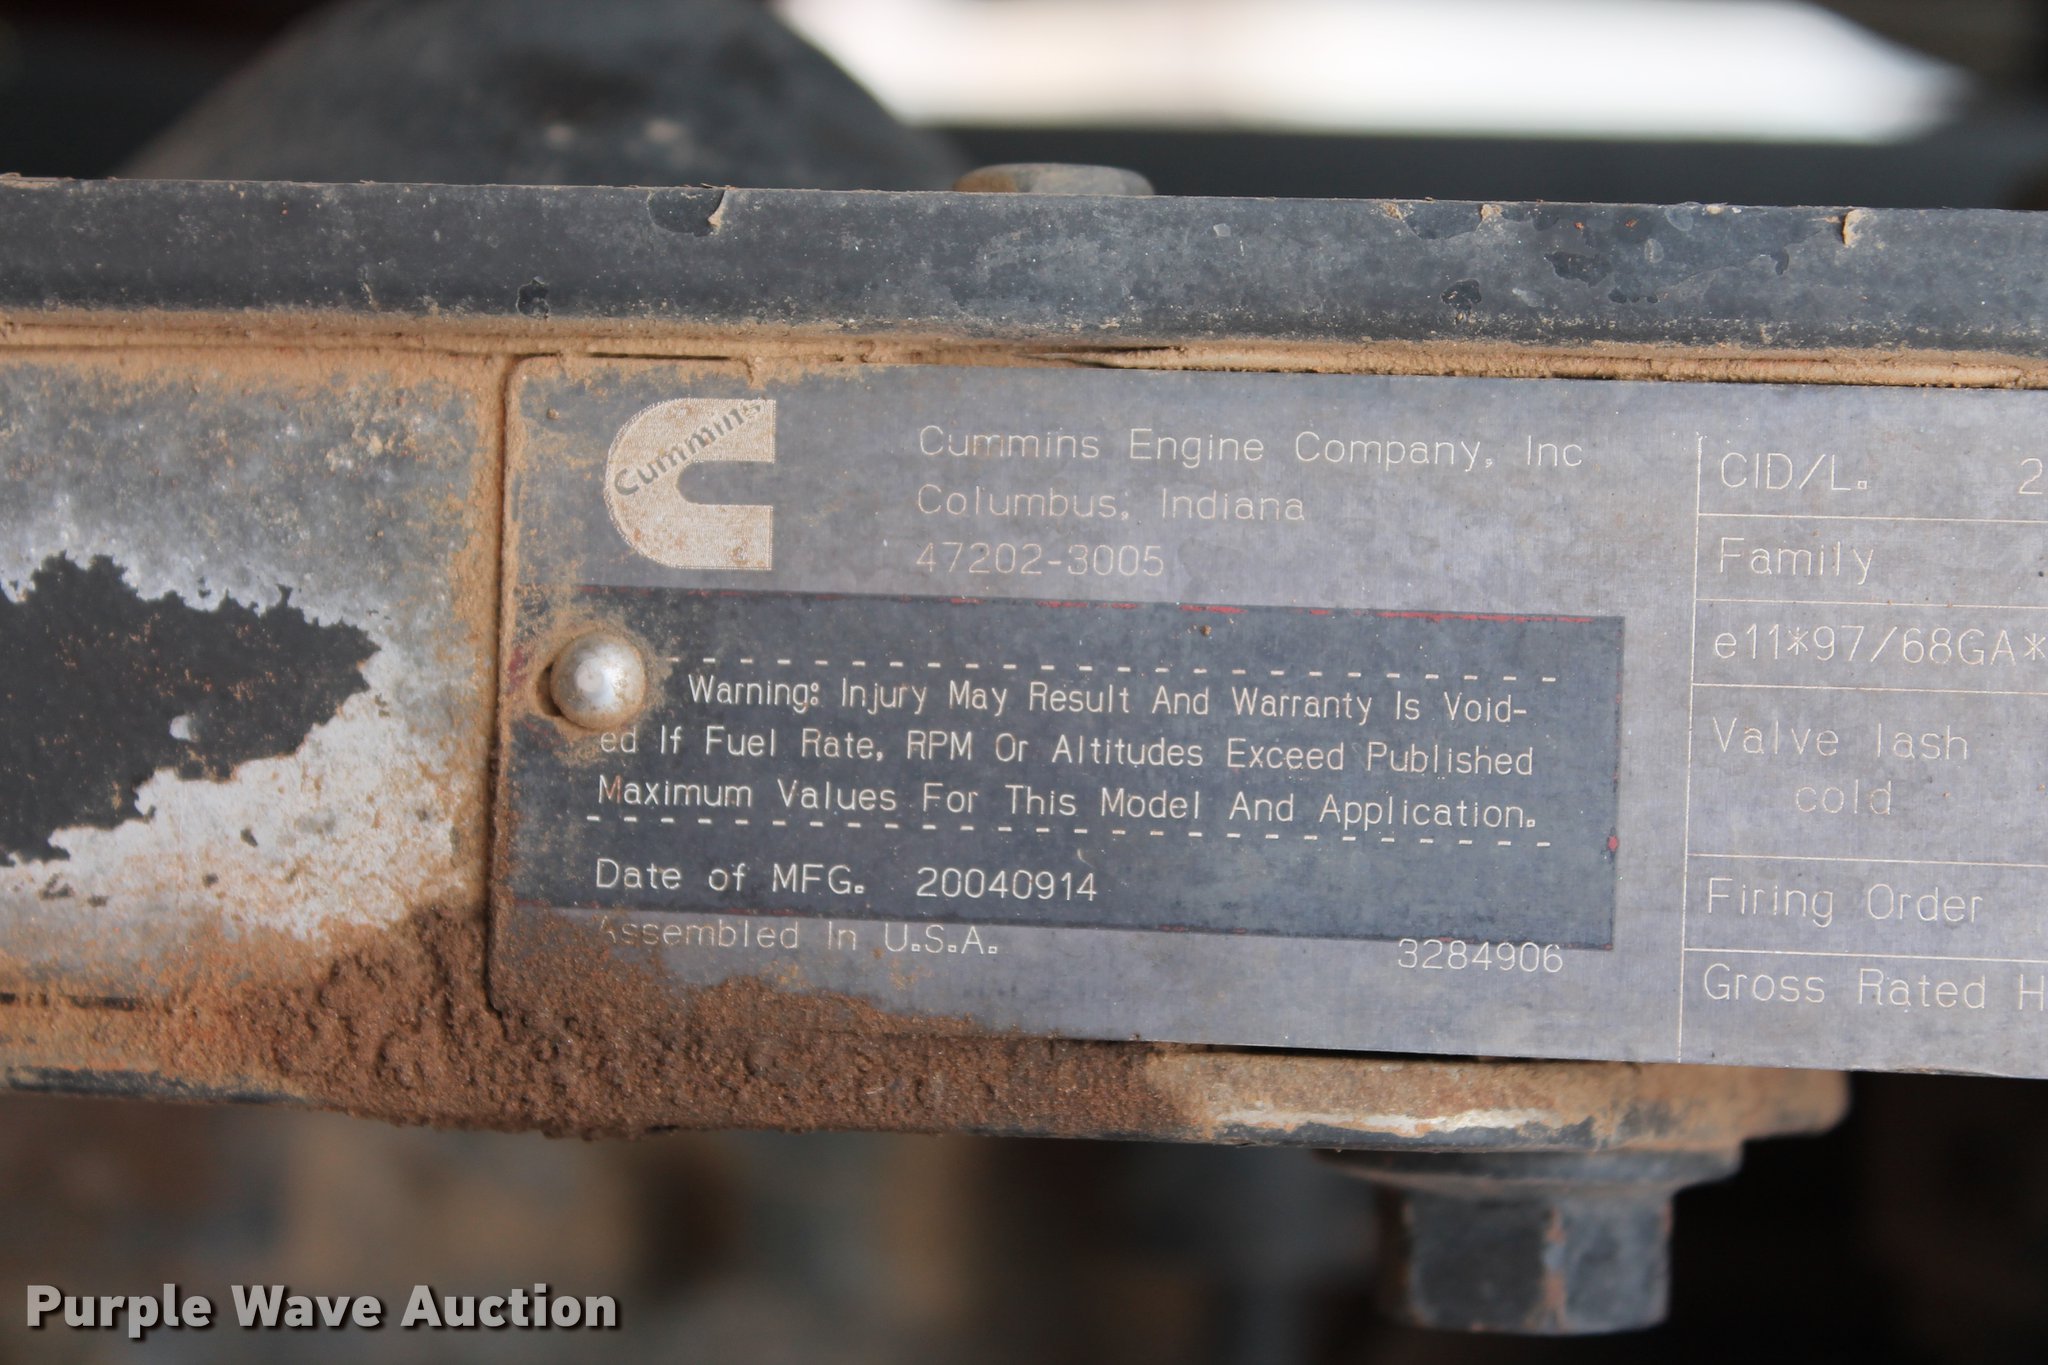 Cummins
Cummins Engine Company, Inc
Columbus, Indiana
47202-3005
Warning: Injury May Result And Warranty Is Void-
ed If Fuel Rate, RPM Or Altitudes Exceed Published
Maximum Values For This Model And Application.
Date of MFG. 20040914
Assembled In U.S.A.
3284906
CID/L. 2
Family
e11*97/68GA*
Valve lash
cold
Firing Order
Gross Rated H
Purple Wave Auction